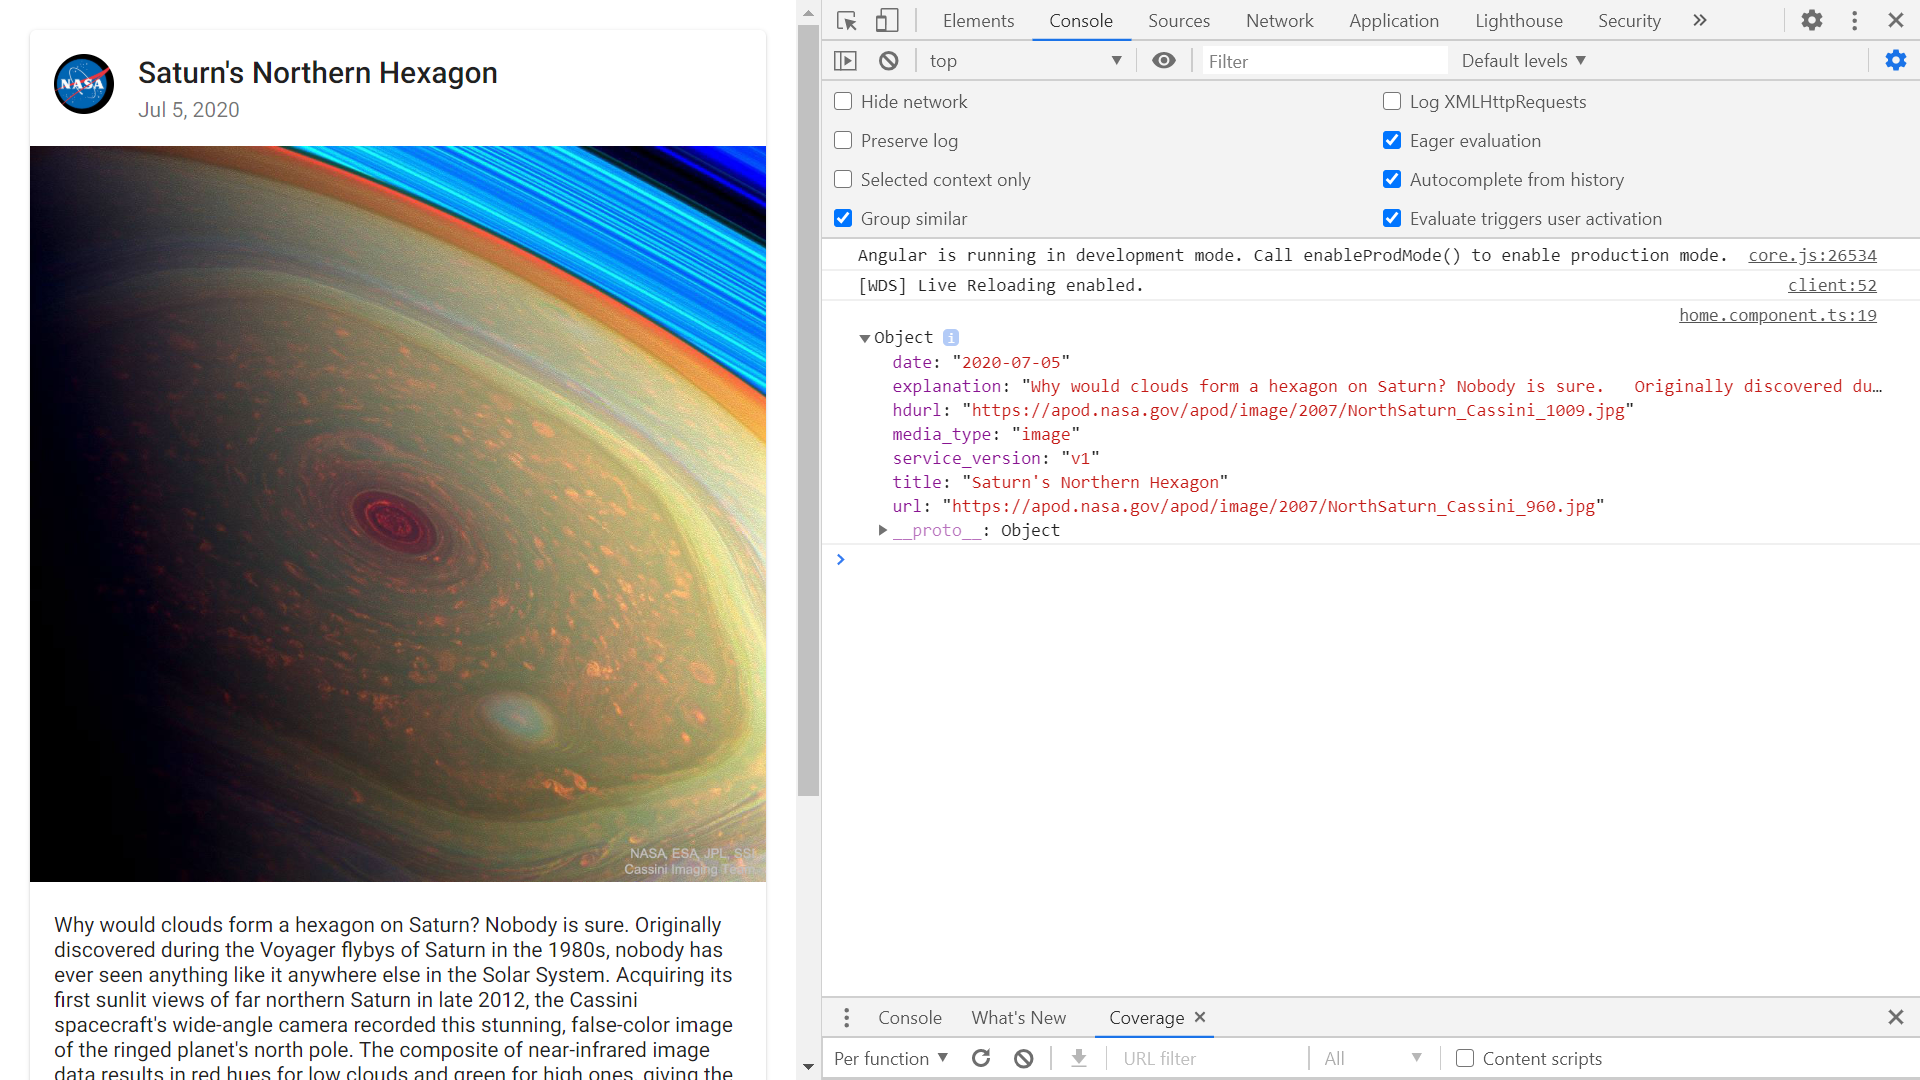 NASA
Saturn's Northern Hexagon
Jul 5, 2020
NASA, ESA, JPL, SSI,
Cassini Imaging Team
Why would clouds form a hexagon on Saturn? Nobody is sure. Originally
discovered during the Voyager flybys of Saturn in the 1980s, nobody has
ever seen anything like it anywhere else in the Solar System. Acquiring its
first sunlit views of far northern Saturn in late 2012, the Cassini
spacecraft's wide-angle camera recorded this stunning, false-color image
of the ringed planet's north pole. The composite of near-infrared image
data results in red hues for low clouds and green for high ones, giving the
Elements Console Sources Network Application Lighthouse Security
top Filter Default levels
Hide network Log XMLHttpRequests
Preserve log Eager evaluation
Selected context only Autocomplete from history
Group similar Evaluate triggers user activation
Angular is running in development mode. Call enableProdMode() to enable production mode. core.js:26534
[WDS] Live Reloading enabled. client:52
home.component.ts:19
Object i
date: "2020-07-05"
explanation: "Why would clouds form a hexagon on Saturn? Nobody is sure. Originally discovered du…
hdurl: "https://apod.nasa.gov/apod/image/2007/NorthSaturn_Cassini_1009.jpg"
media_type: "image"
service_version: "v1"
title: "Saturn's Northern Hexagon"
url: "https://apod.nasa.gov/apod/image/2007/NorthSaturn_Cassini_960.jpg"
__proto__: Object
Console What's New Coverage
Per function URL filter All Content scripts